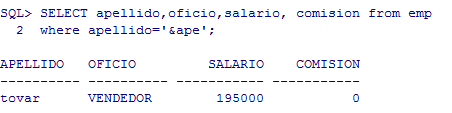 SQL> SELECT apellido,oficio,salario, comision from emp
2 where apellido='&ape';
APELLIDO OFICIO SALARIO COMISION
---------- ---------- ----------- -----------
tovar VENDEDOR 195000 0